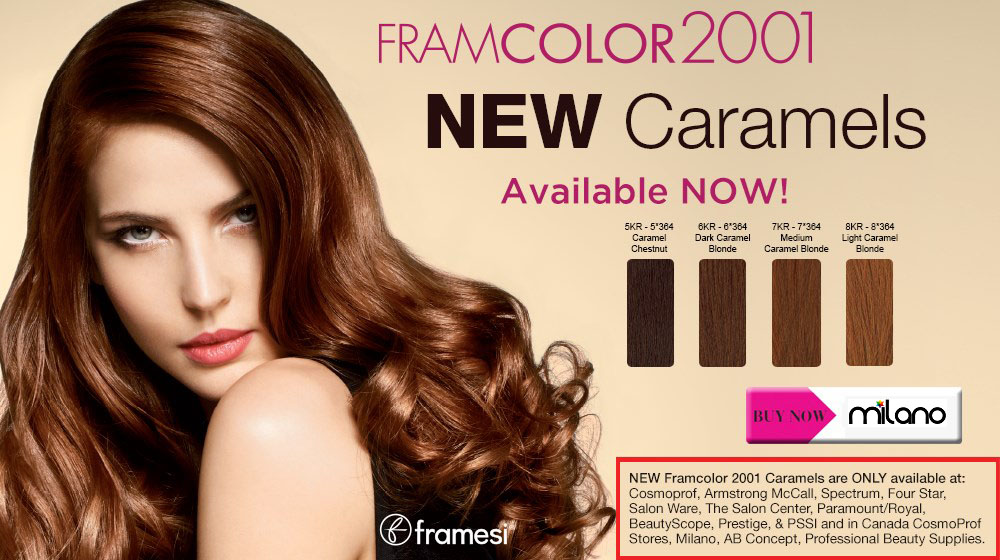 FRAMCOLOR2001
NEW Caramels
Available NOW!
5KR - 5*364
Caramel
Chestnut
6KR - 6*364
Dark Caramel
Blonde
7KR - 7*364
Medium
Caramel Blonde
8KR - 8*364
Light Caramel
Blonde
BUY NOW
milano
NEW Framcolor 2001 Caramels are ONLY available at:
Cosmoprof, Armstrong McCall, Spectrum, Four Star,
Salon Ware, The Salon Center, Paramount/Royal,
BeautyScope, Prestige, & PSSI and in Canada CosmoProf
Stores, Milano, AB Concept, Professional Beauty Supplies.
framesi